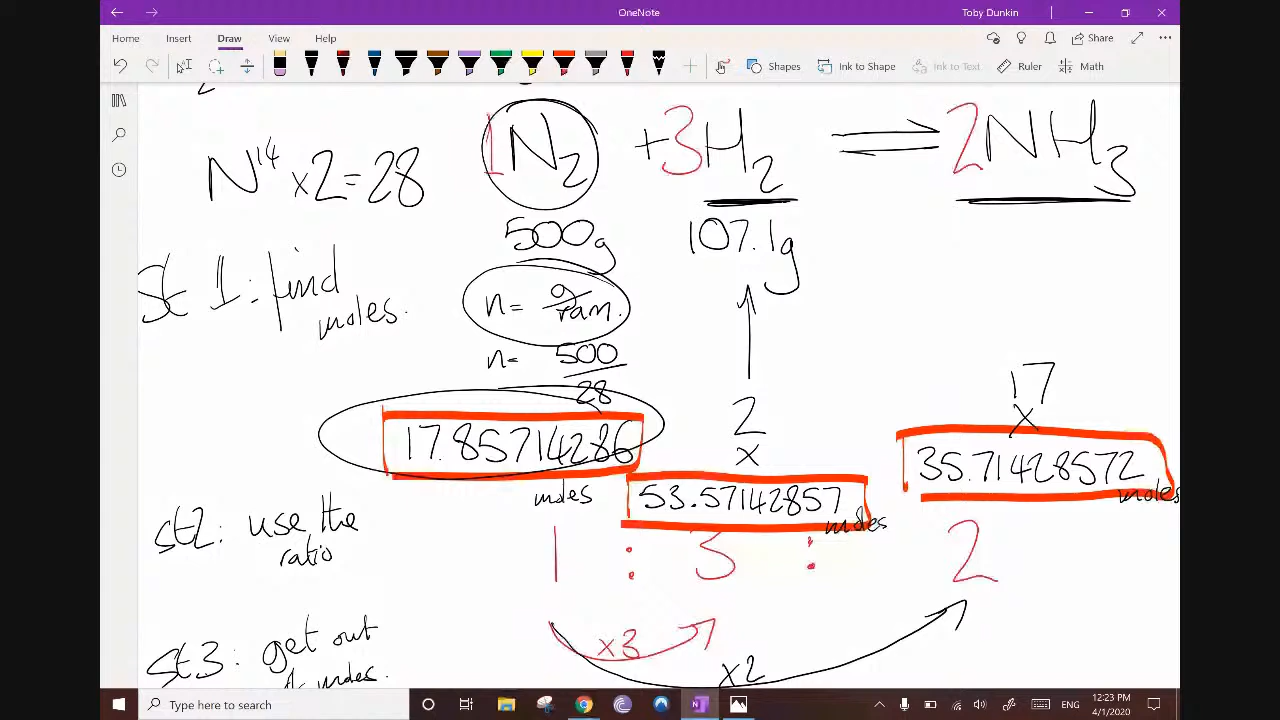 OneNote
Toby Dunkin
Home Insert Draw View Help
Share
Shapes Ink to Shape Ink to Text Ruler Math
1N2 +3H2 ⇌ 2NH3
N14 x2=28
500g
107.1g
St 1: find
moles.
n= g/ram.
n= 500/28
17.85714286
moles
2
x
53.57142857
moles
17
x
35.71428572
moles
st2: use the
ratio
1 : 3 : 2
x3
x2
st3: get out
moles.
Type here to search
ENG
12:23 PM
4/1/2020